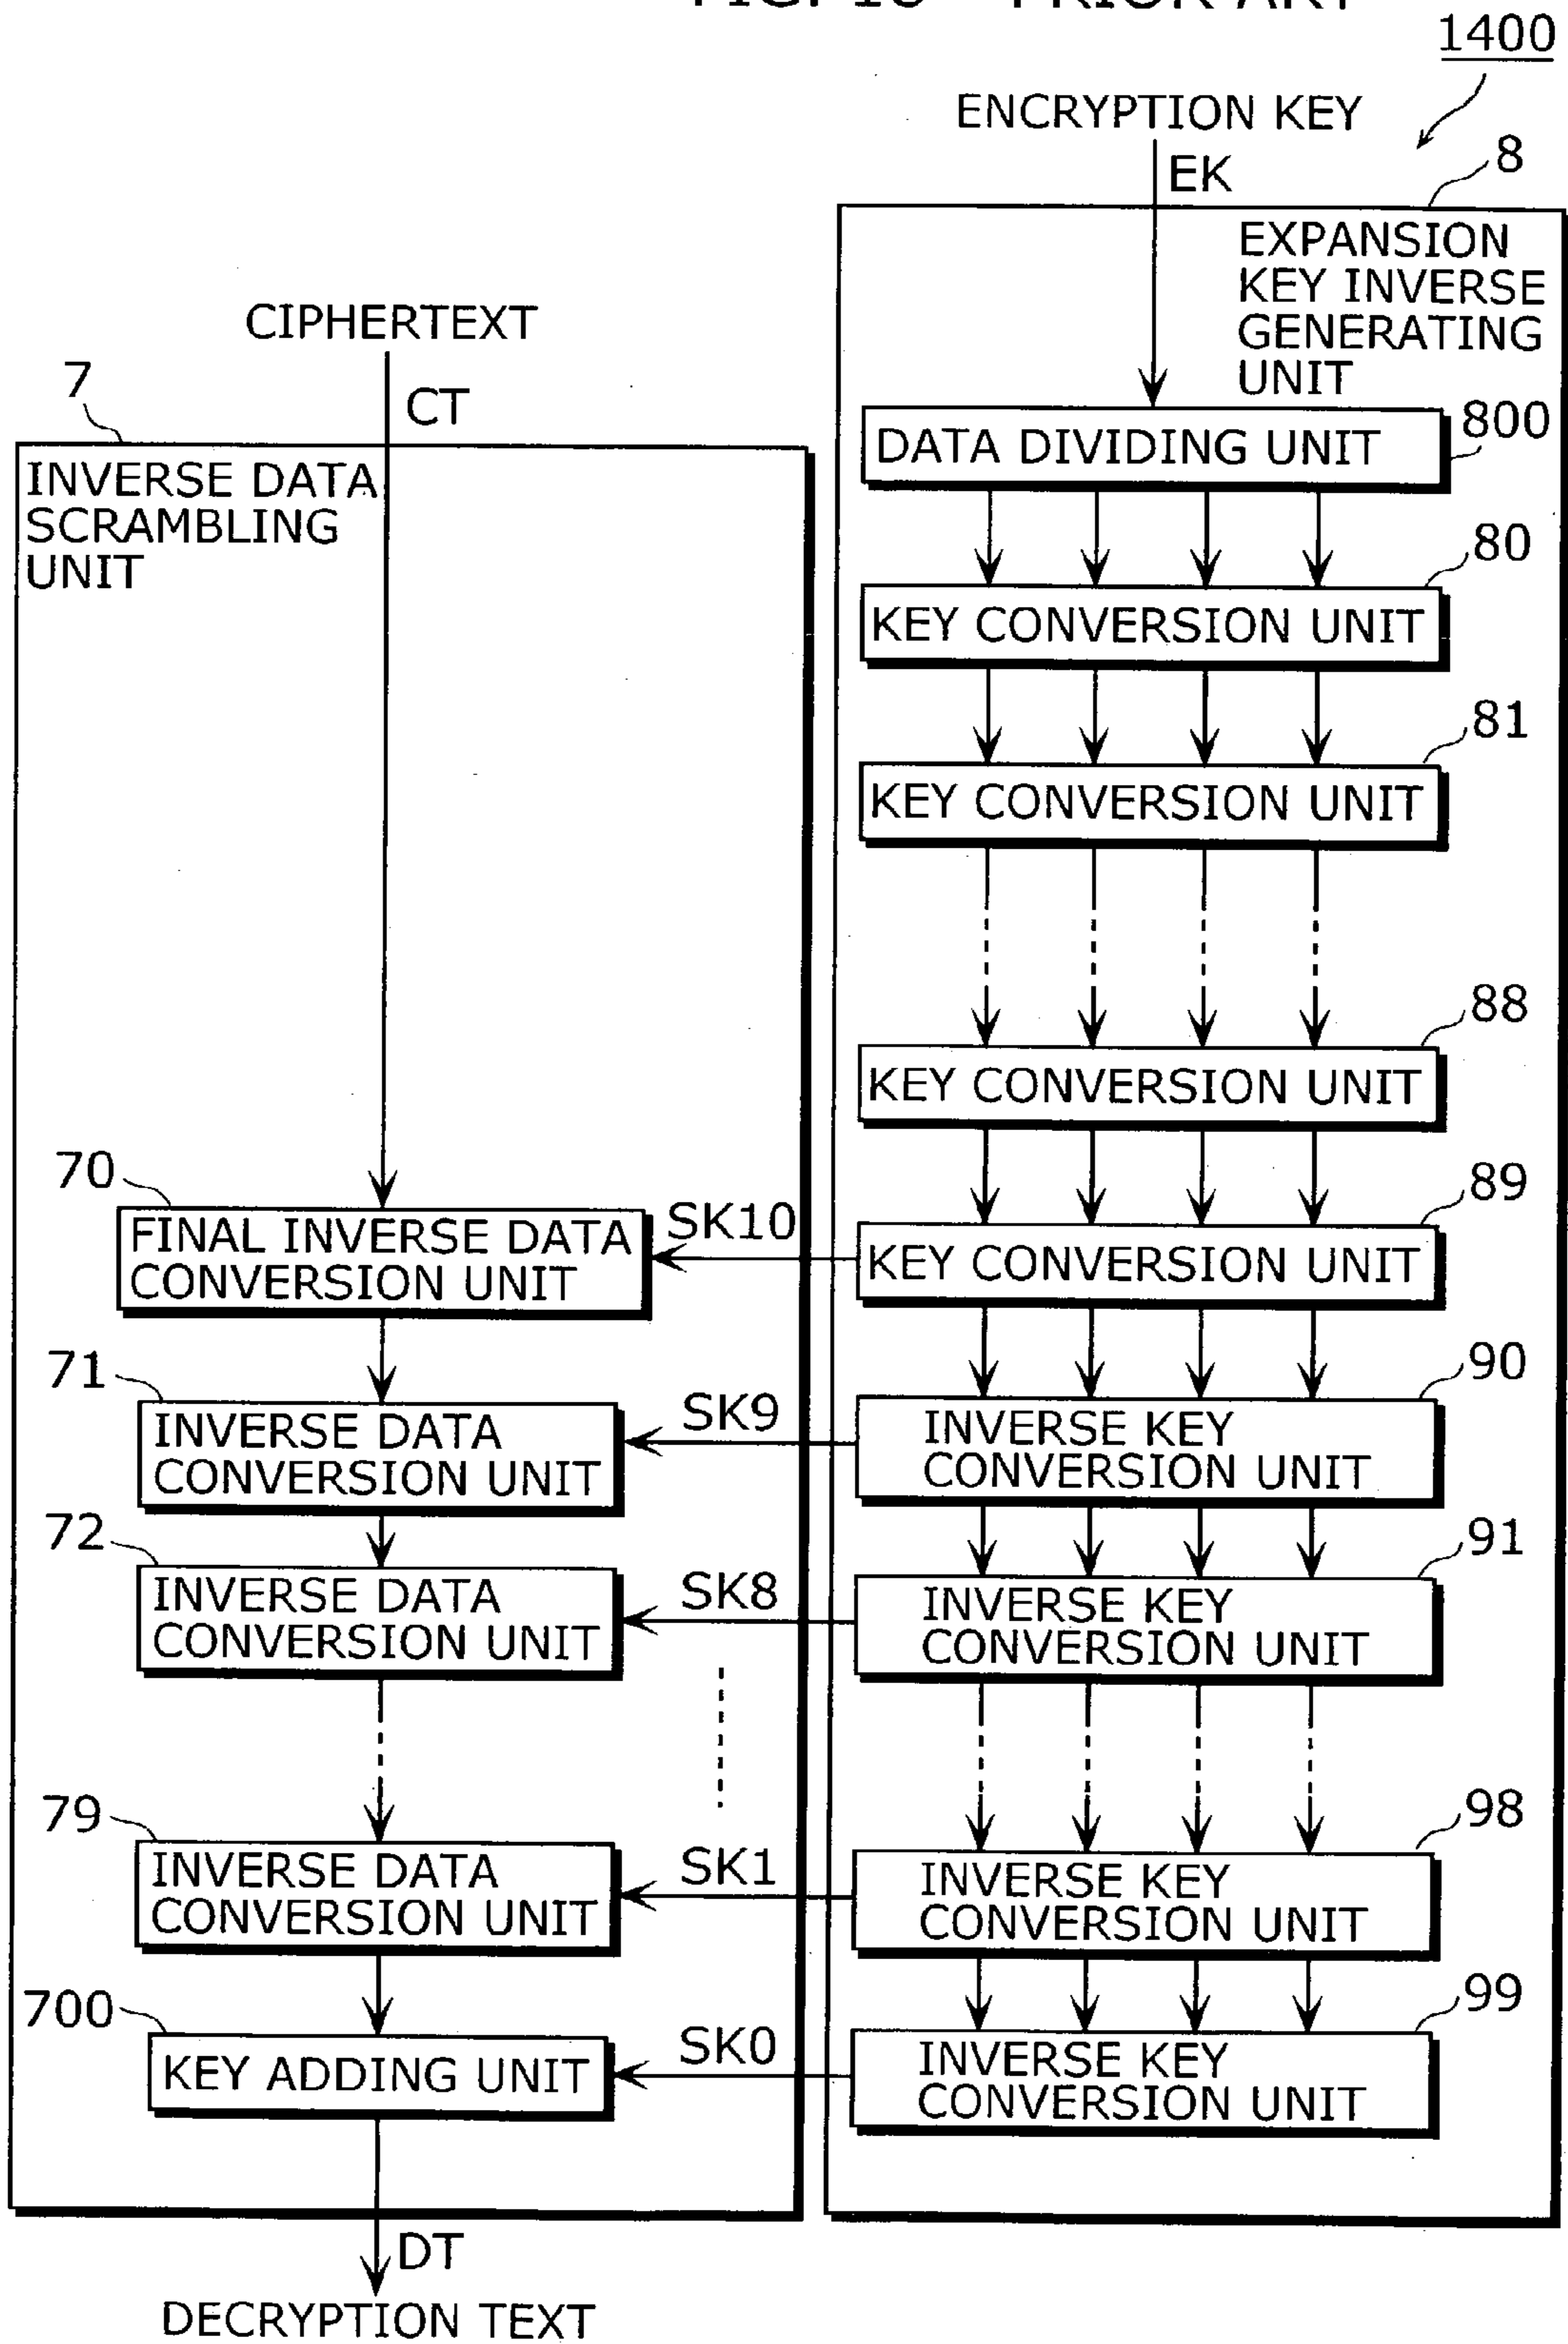 FIG. 18 PRIOR ART
1400
ENCRYPTION KEY
EK
8
EXPANSION
KEY INVERSE
GENERATING
UNIT
CIPHERTEXT
CT
7
INVERSE DATA
SCRAMBLING
UNIT
DATA DIVIDING UNIT
800
80
KEY CONVERSION UNIT
81
KEY CONVERSION UNIT
88
KEY CONVERSION UNIT
70
FINAL INVERSE DATA
CONVERSION UNIT
SK10
89
KEY CONVERSION UNIT
71
INVERSE DATA
CONVERSION UNIT
SK9
90
INVERSE KEY
CONVERSION UNIT
72
INVERSE DATA
CONVERSION UNIT
SK8
91
INVERSE KEY
CONVERSION UNIT
79
INVERSE DATA
CONVERSION UNIT
SK1
98
INVERSE KEY
CONVERSION UNIT
700
KEY ADDING UNIT
SK0
99
INVERSE KEY
CONVERSION UNIT
DT
DECRYPTION TEXT